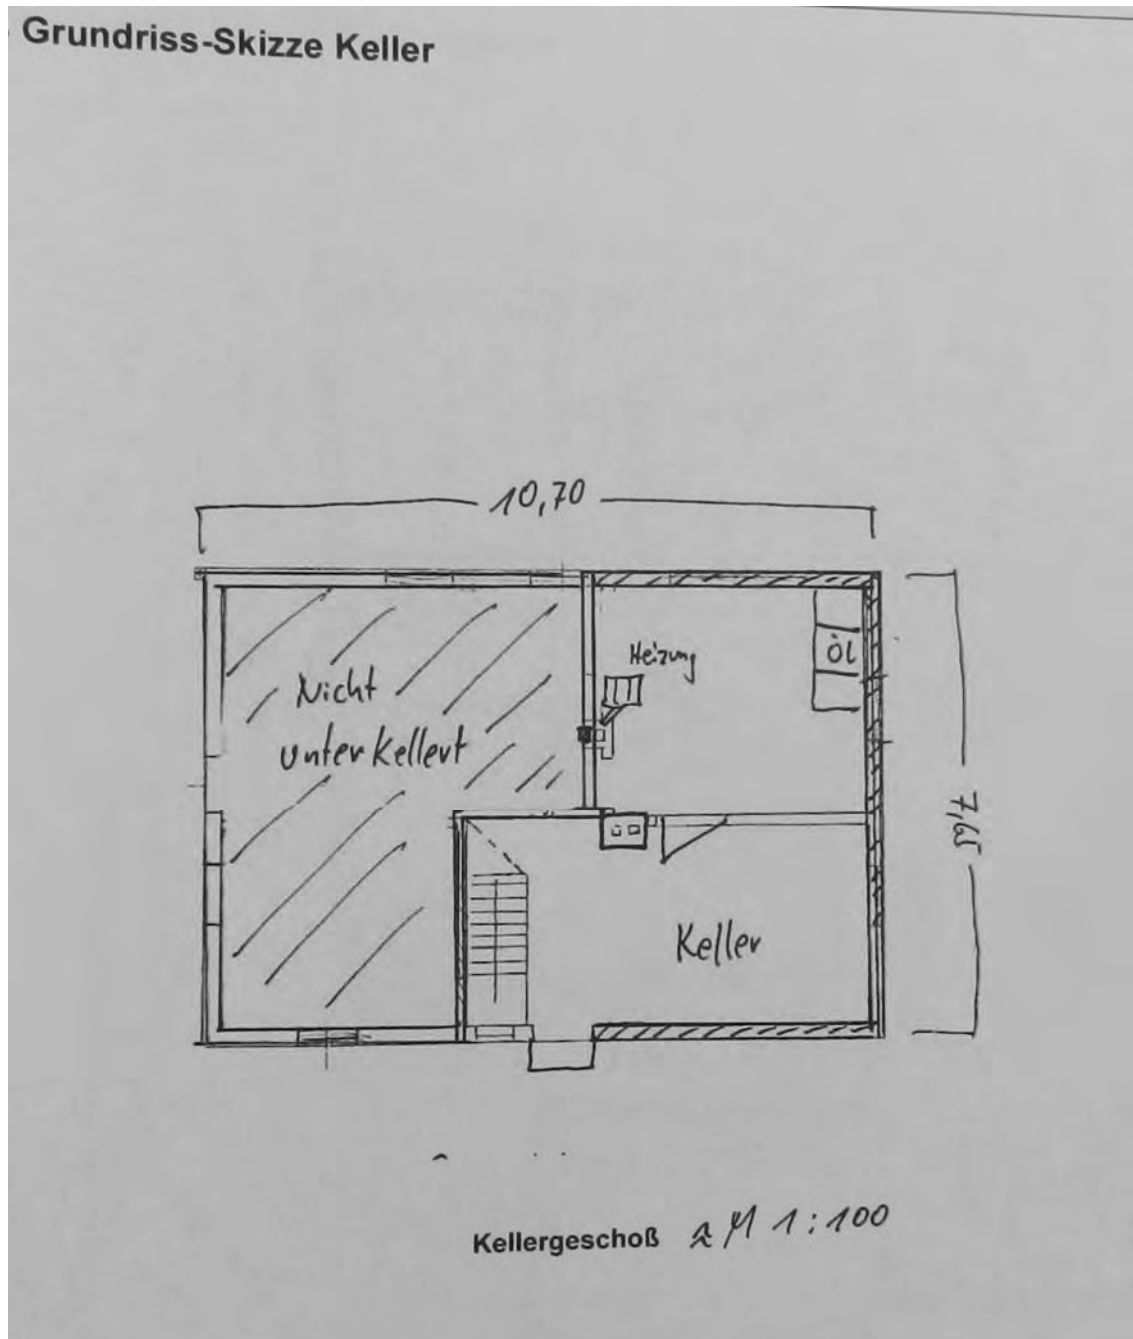 Grundriss-Skizze Keller
10,70
Heizung
Öl
Nicht
unterkellert
7,65
Keller
Kellergeschoß ≈ M 1:100